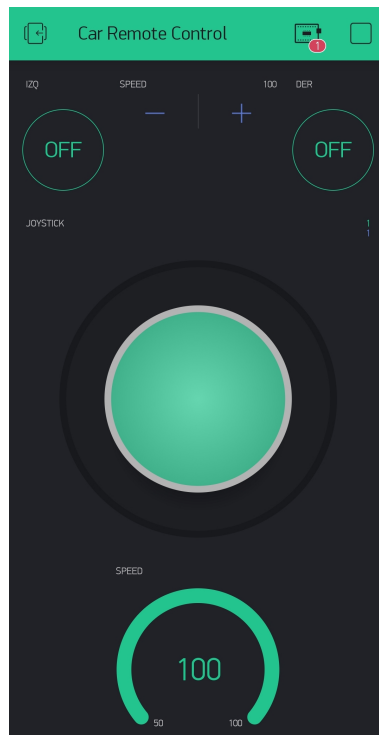 Car Remote Control
1
IZQ SPEED 100 DER
OFF — + OFF
JOYSTICK 1
1
SPEED
100
50 100